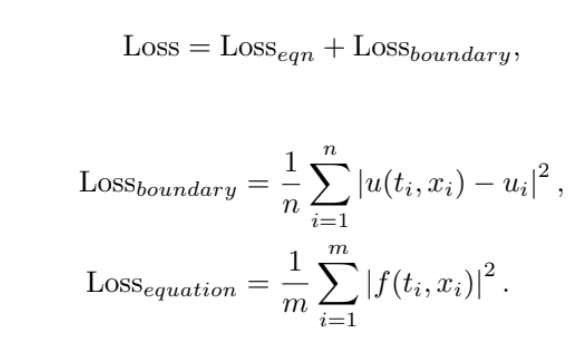 Loss = Loss_{eqn} + Loss_{boundary},
Loss_{boundary} = \frac{1}{n} \sum_{i=1}^{n} |u(t_i, x_i) − u_i|^2,
Loss_{equation} = \frac{1}{m} \sum_{i=1}^{m} |f(t_i, x_i)|^2.